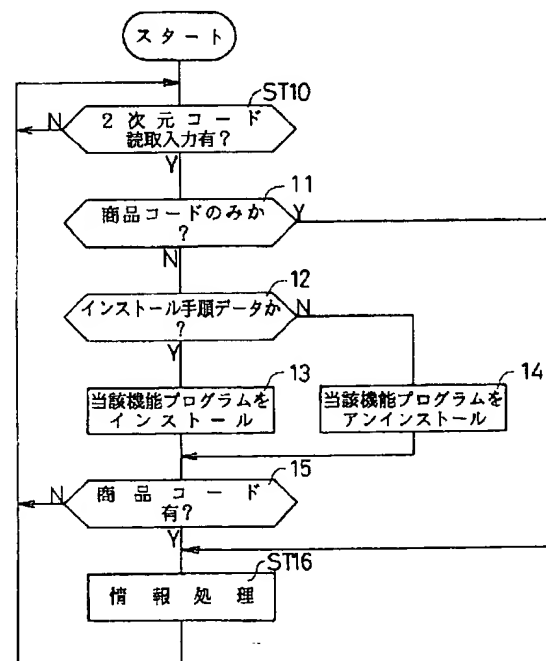 スタート
ST10
N
2次元コード
読取入力有?
Y
11
商品コードのみか
?
Y
N
12
インストール手順データか
?
N
Y
13
当該機能プログラムを
インストール
14
当該機能プログラムを
アンインストール
15
N
商品コード
有?
Y
ST16
情報処理